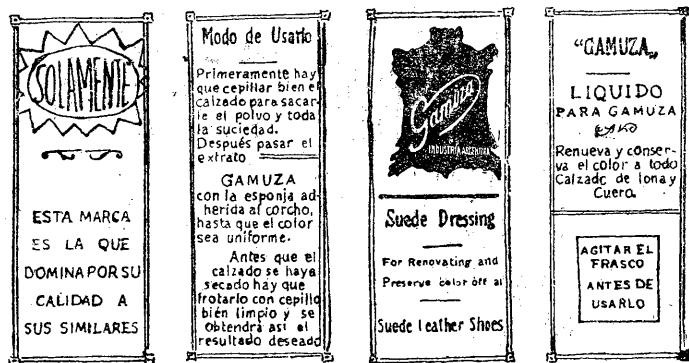 SOLAMENTE
ESTA MARCA
ES LA QUE
DOMINA POR SU
CALIDAD A
SUS SIMILARES
Modo de Usarlo
Primeramente hay
que cepillar bien el
calzado para sacar-
le el polvo y toda
la suciedad.
Después pasar el
extrato
GAMUZA
con la esponja ad-
herida al corcho,
hasta que el color
sea uniforme.
Antes que el
calzado se haya
secado hay que
frotarlo con cepillo
bién limpio y se
obtendrá asi el
resultado deseado
Gamuza
INDUSTRIA ARGENTINA
Suede Dressing
For Renovating and
Preserve color off al
Suede Leather Shoes
"GAMUZA"
LIQUIDO
PARA GAMUZA
Renueva y conser-
va el color a todo
Calzado de lona y
Cuero.
AGITAR EL
FRASCO
ANTES DE
USARLO